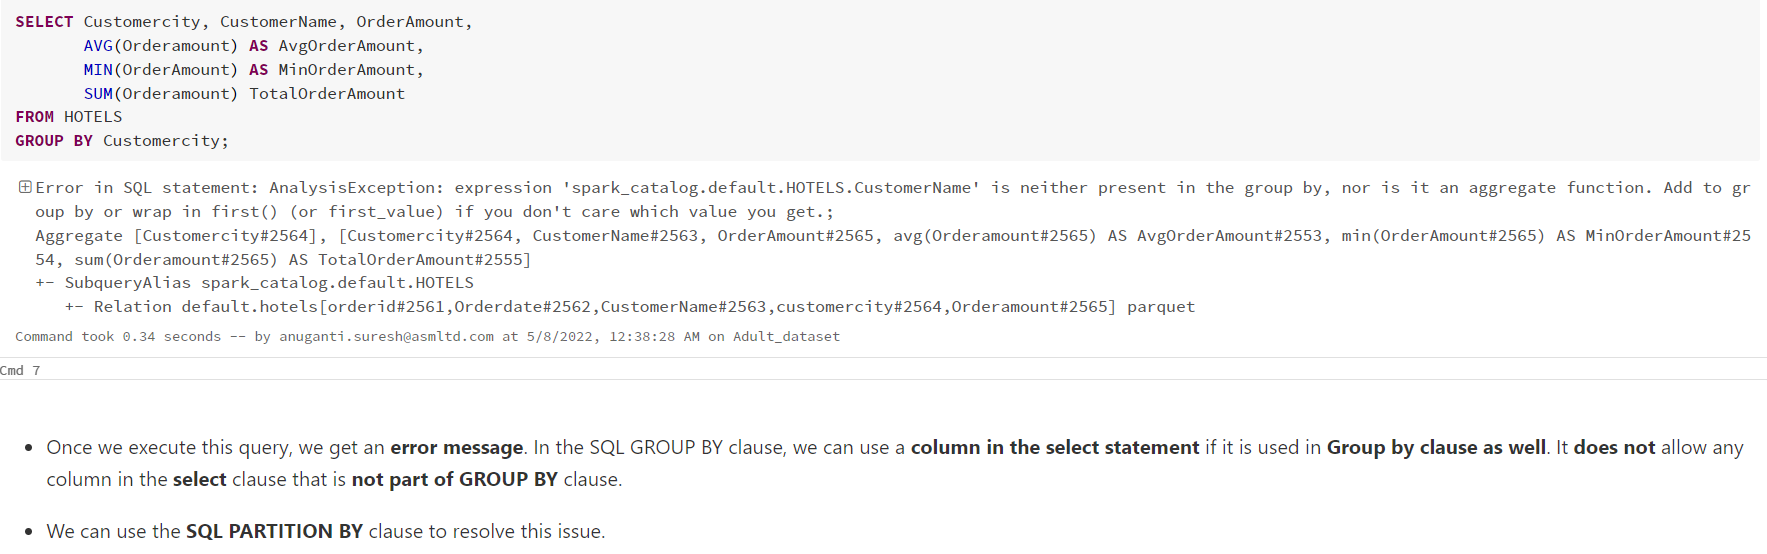 SELECT Customercity, CustomerName, OrderAmount,
AVG(Orderamount) AS AvgOrderAmount,
MIN(OrderAmount) AS MinOrderAmount,
SUM(Orderamount) TotalOrderAmount
FROM HOTELS
GROUP BY Customercity;
Error in SQL statement: AnalysisException: expression 'spark_catalog.default.HOTELS.CustomerName' is neither present in the group by, nor is it an aggregate function. Add to gr
oup by or wrap in first() (or first_value) if you don't care which value you get.;
Aggregate [Customercity#2564], [Customercity#2564, CustomerName#2563, OrderAmount#2565, avg(Orderamount#2565) AS AvgOrderAmount#2553, min(OrderAmount#2565) AS MinOrderAmount#25
54, sum(Orderamount#2565) AS TotalOrderAmount#2555]
+- SubqueryAlias spark_catalog.default.HOTELS
+- Relation default.hotels[orderid#2561,Orderdate#2562,CustomerName#2563,customercity#2564,Orderamount#2565] parquet
Command took 0.34 seconds -- by anuganti.suresh@asmltd.com at 5/8/2022, 12:38:28 AM on Adult_dataset
Cmd 7
• Once we execute this query, we get an error message. In the SQL GROUP BY clause, we can use a column in the select statement if it is used in Group by clause as well. It does not allow any
column in the select clause that is not part of GROUP BY clause.
• We can use the SQL PARTITION BY clause to resolve this issue.